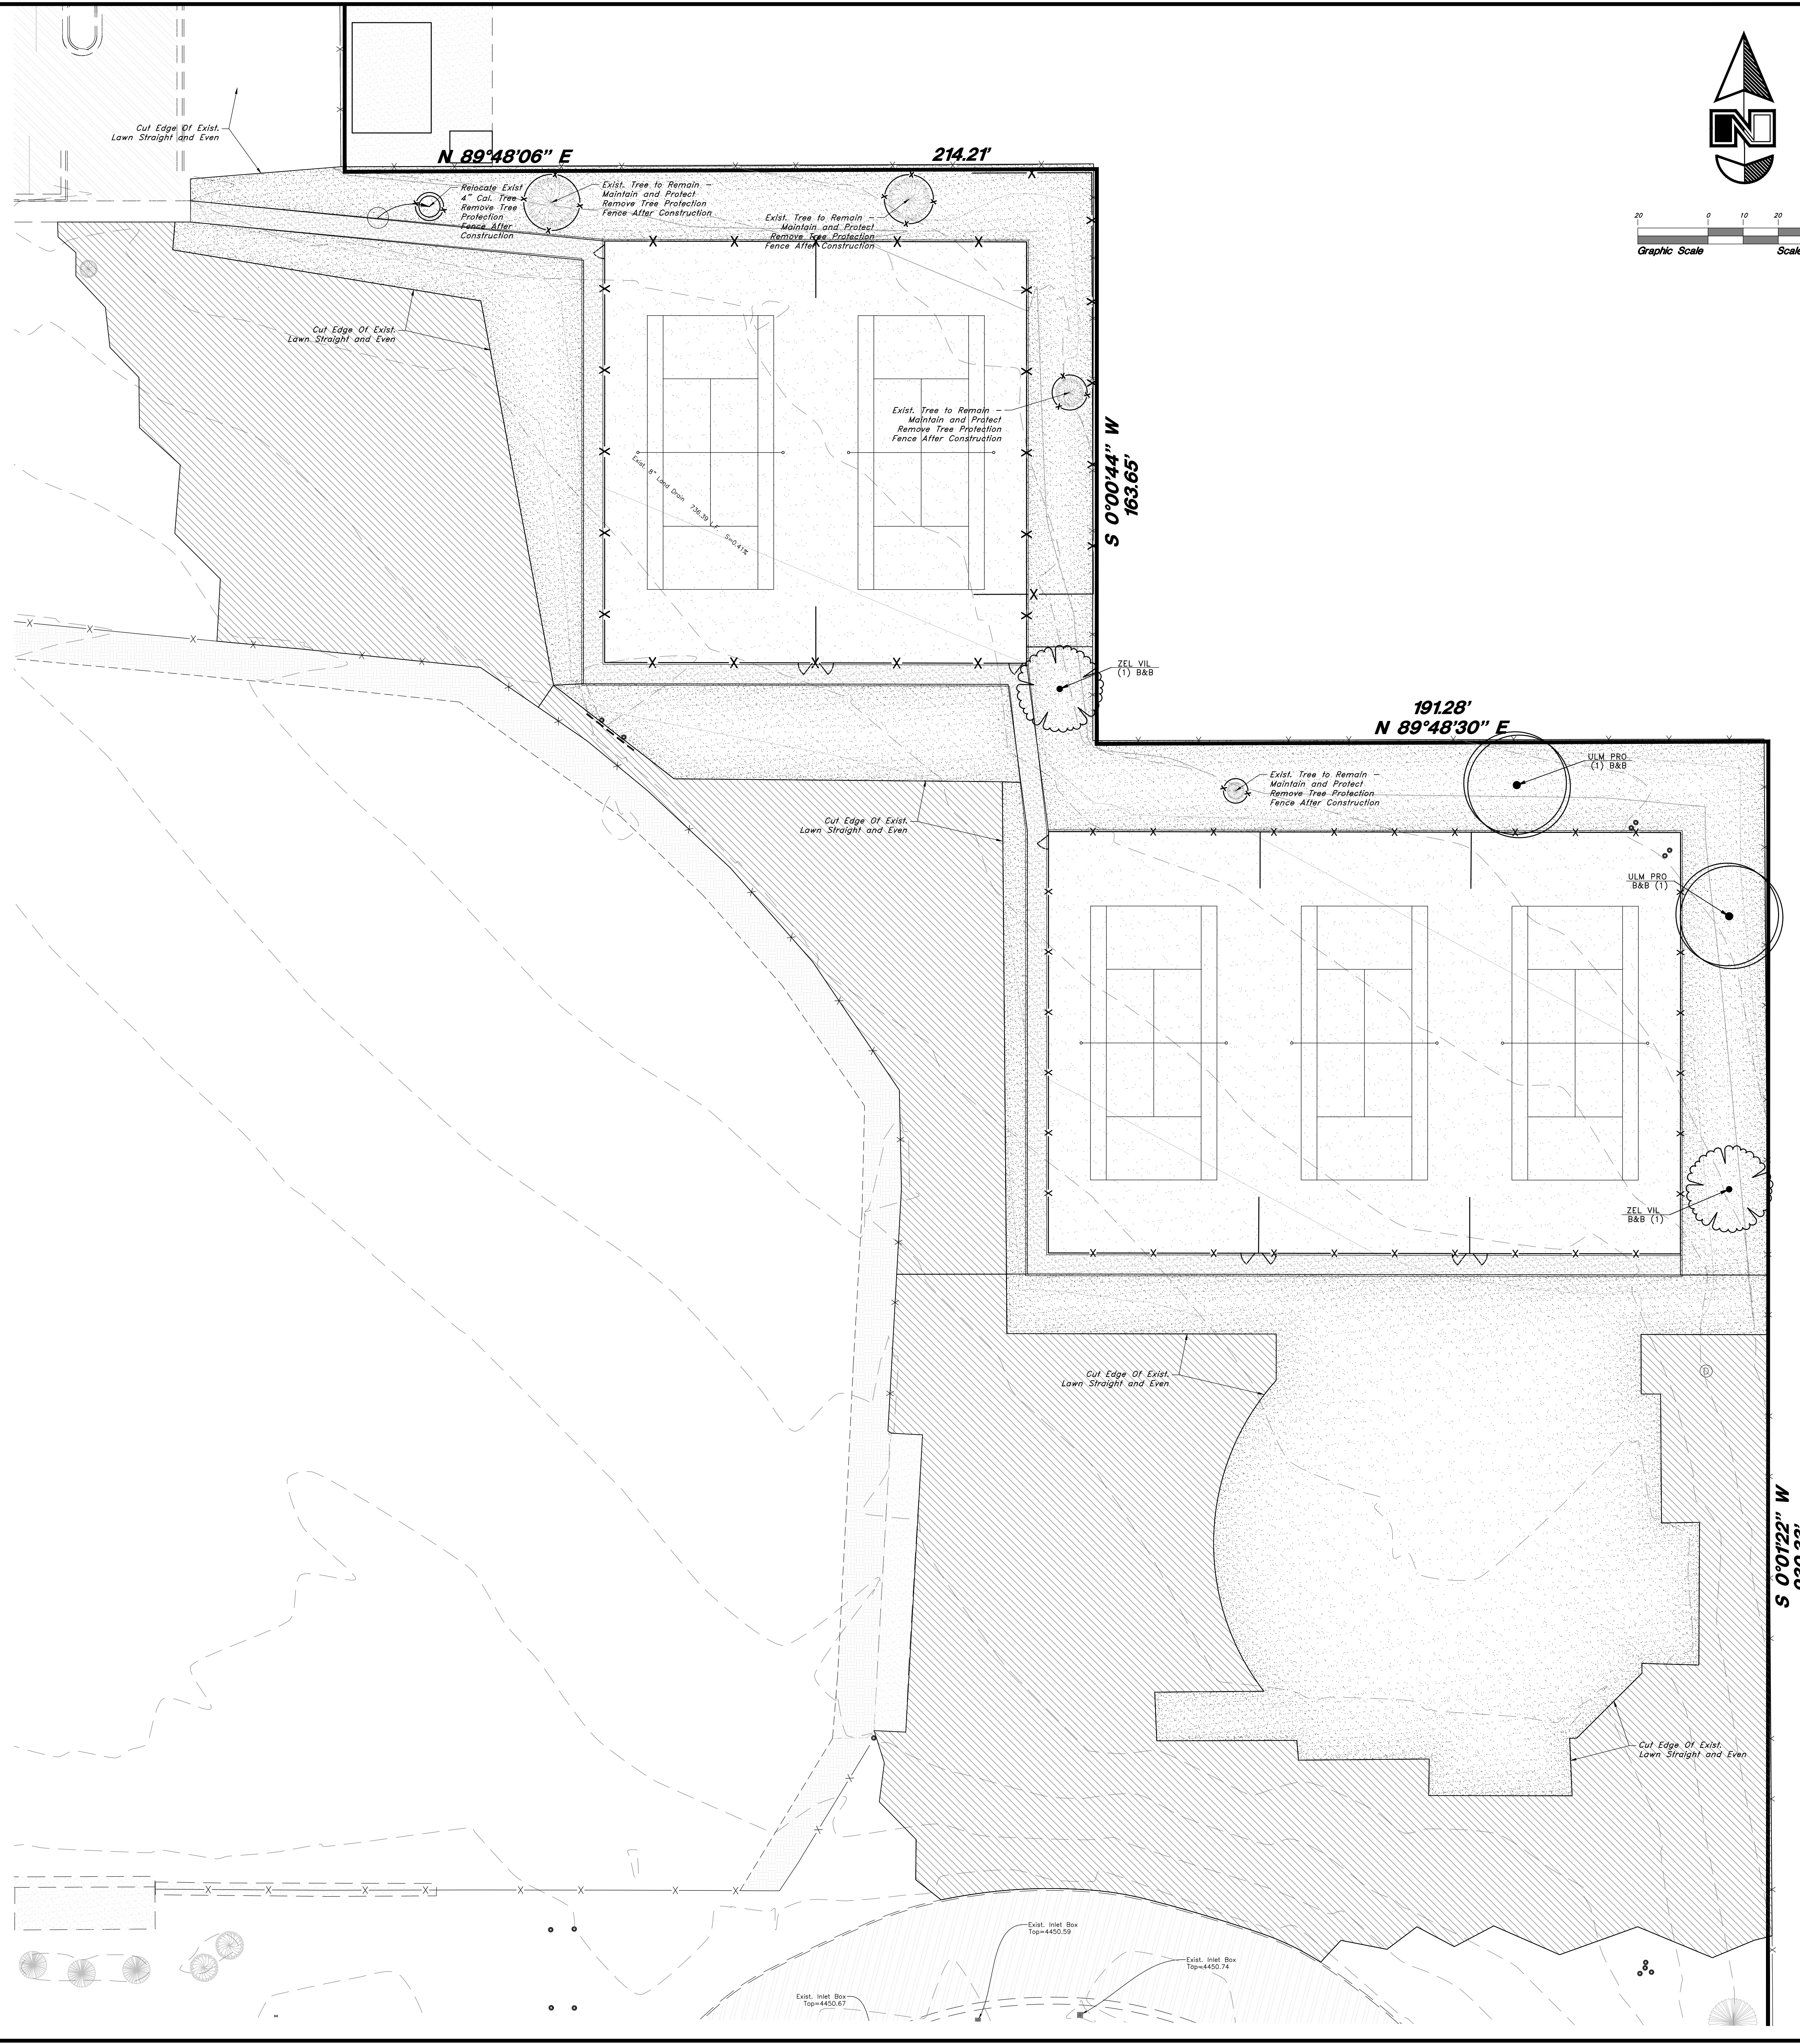 N 89°48'06" E
214.21'
Cut Edge Of Exist.
Lawn Straight and Even
Relocate Exist
4" Cal. Tree
Remove Tree
Protection
Fence After
Construction
Exist. Tree to Remain –
Maintain and Protect
Remove Tree Protection
Fence After Construction
Exist. Tree to Remain –
Maintain and Protect
Remove Tree Protection
Fence After Construction
N
20 0 10 20
Graphic Scale
Cut Edge Of Exist.
Lawn Straight and Even
Exist. Tree to Remain –
Maintain and Protect
Remove Tree Protection
Fence After Construction
S 0°00'44" W
163.65'
Exist. 8" Land Drain 736.39 L.F. S=0.41%
ZEL VIL
(1) B&B
191.28'
N 89°48'30" E
ULM PRO
(1) B&B
Exist. Tree to Remain –
Maintain and Protect
Remove Tree Protection
Fence After Construction
Cut Edge Of Exist.
Lawn Straight and Even
ULM PRO
B&B (1)
ZEL VIL
B&B (1)
Cut Edge Of Exist.
Lawn Straight and Even
D
S 0°01'22" W
Cut Edge Of Exist.
Lawn Straight and Even
Exist. Inlet Box
Top=4450.59
Exist. Inlet Box
Top=4450.74
Exist. Inlet Box
Top=4450.67